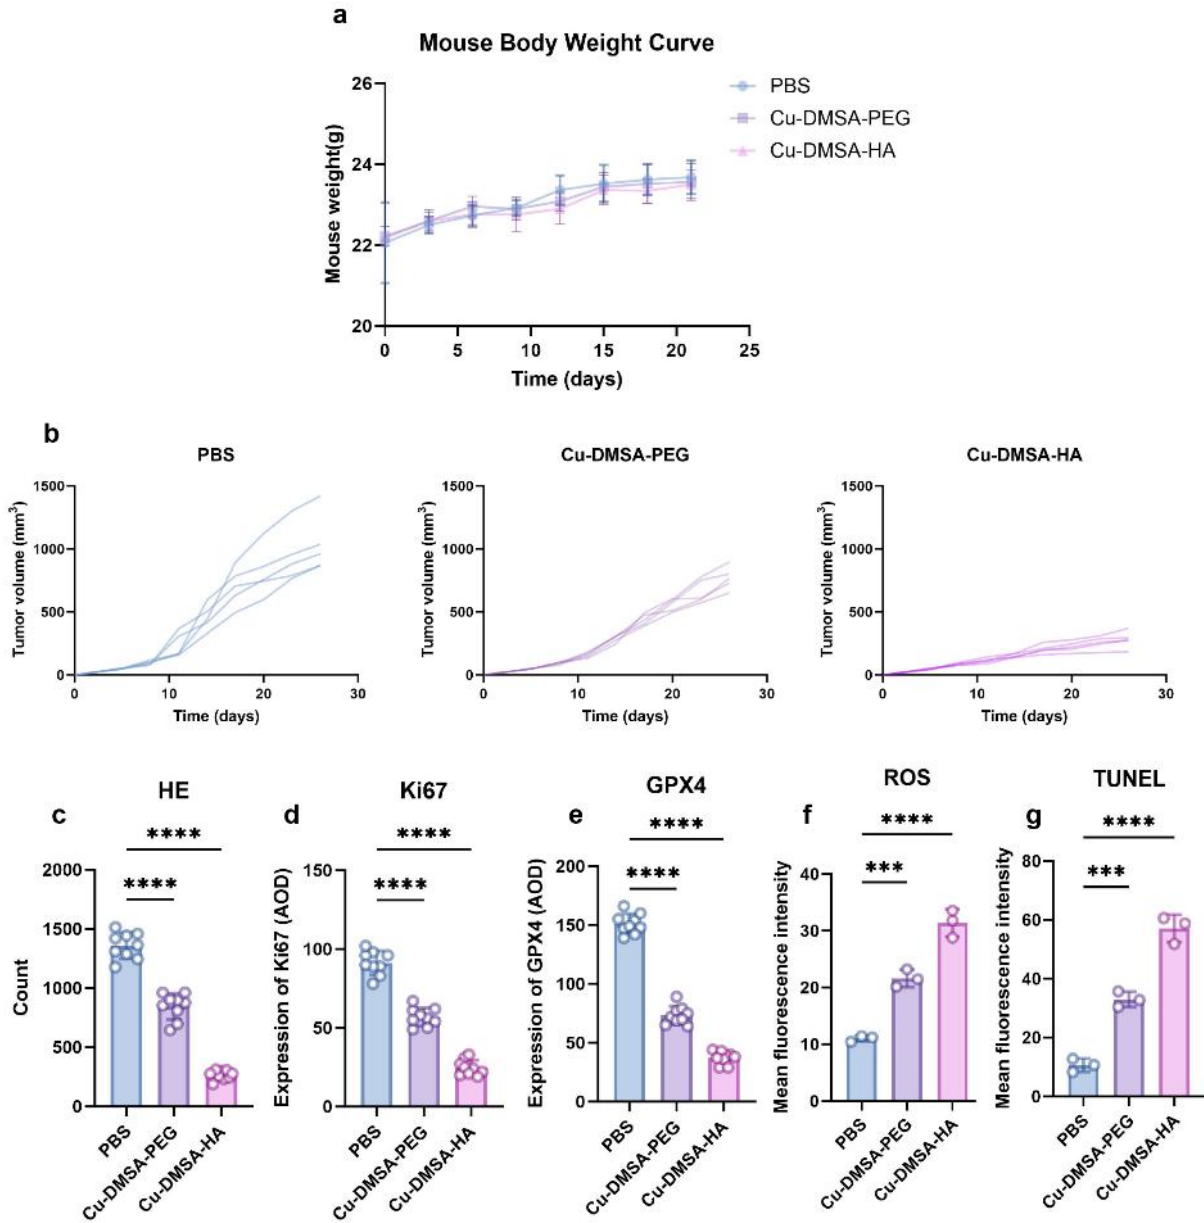 a
Mouse Body Weight Curve
26
24
22
20
Mouse weight(g)
0 5 10 15 20 25
Time (days)
PBS
Cu-DMSA-PEG
Cu-DMSA-HA
b
PBS
1500
1000
500
0
Tumor volume (mm³)
0 10 20 30
Time (days)
Cu-DMSA-PEG
1500
1000
500
0
Tumor volume (mm³)
0 10 20 30
Time (days)
Cu-DMSA-HA
1500
1000
500
0
Tumor volume (mm³)
0 10 20 30
Time (days)
c
HE
****
****
2000
1500
1000
500
0
Count
PBS
Cu-DMSA-PEG
Cu-DMSA-HA
d
Ki67
****
****
150
100
50
0
Expression of Ki67 (AOD)
PBS
Cu-DMSA-PEG
Cu-DMSA-HA
e
GPX4
****
****
200
150
100
50
0
Expression of GPX4 (AOD)
PBS
Cu-DMSA-PEG
Cu-DMSA-HA
f
ROS
****
***
40
30
20
10
0
Mean fluorescence intensity
PBS
Cu-DMSA-PEG
Cu-DMSA-HA
g
TUNEL
****
***
80
60
40
20
0
Mean fluorescence intensity
PBS
Cu-DMSA-PEG
Cu-DMSA-HA